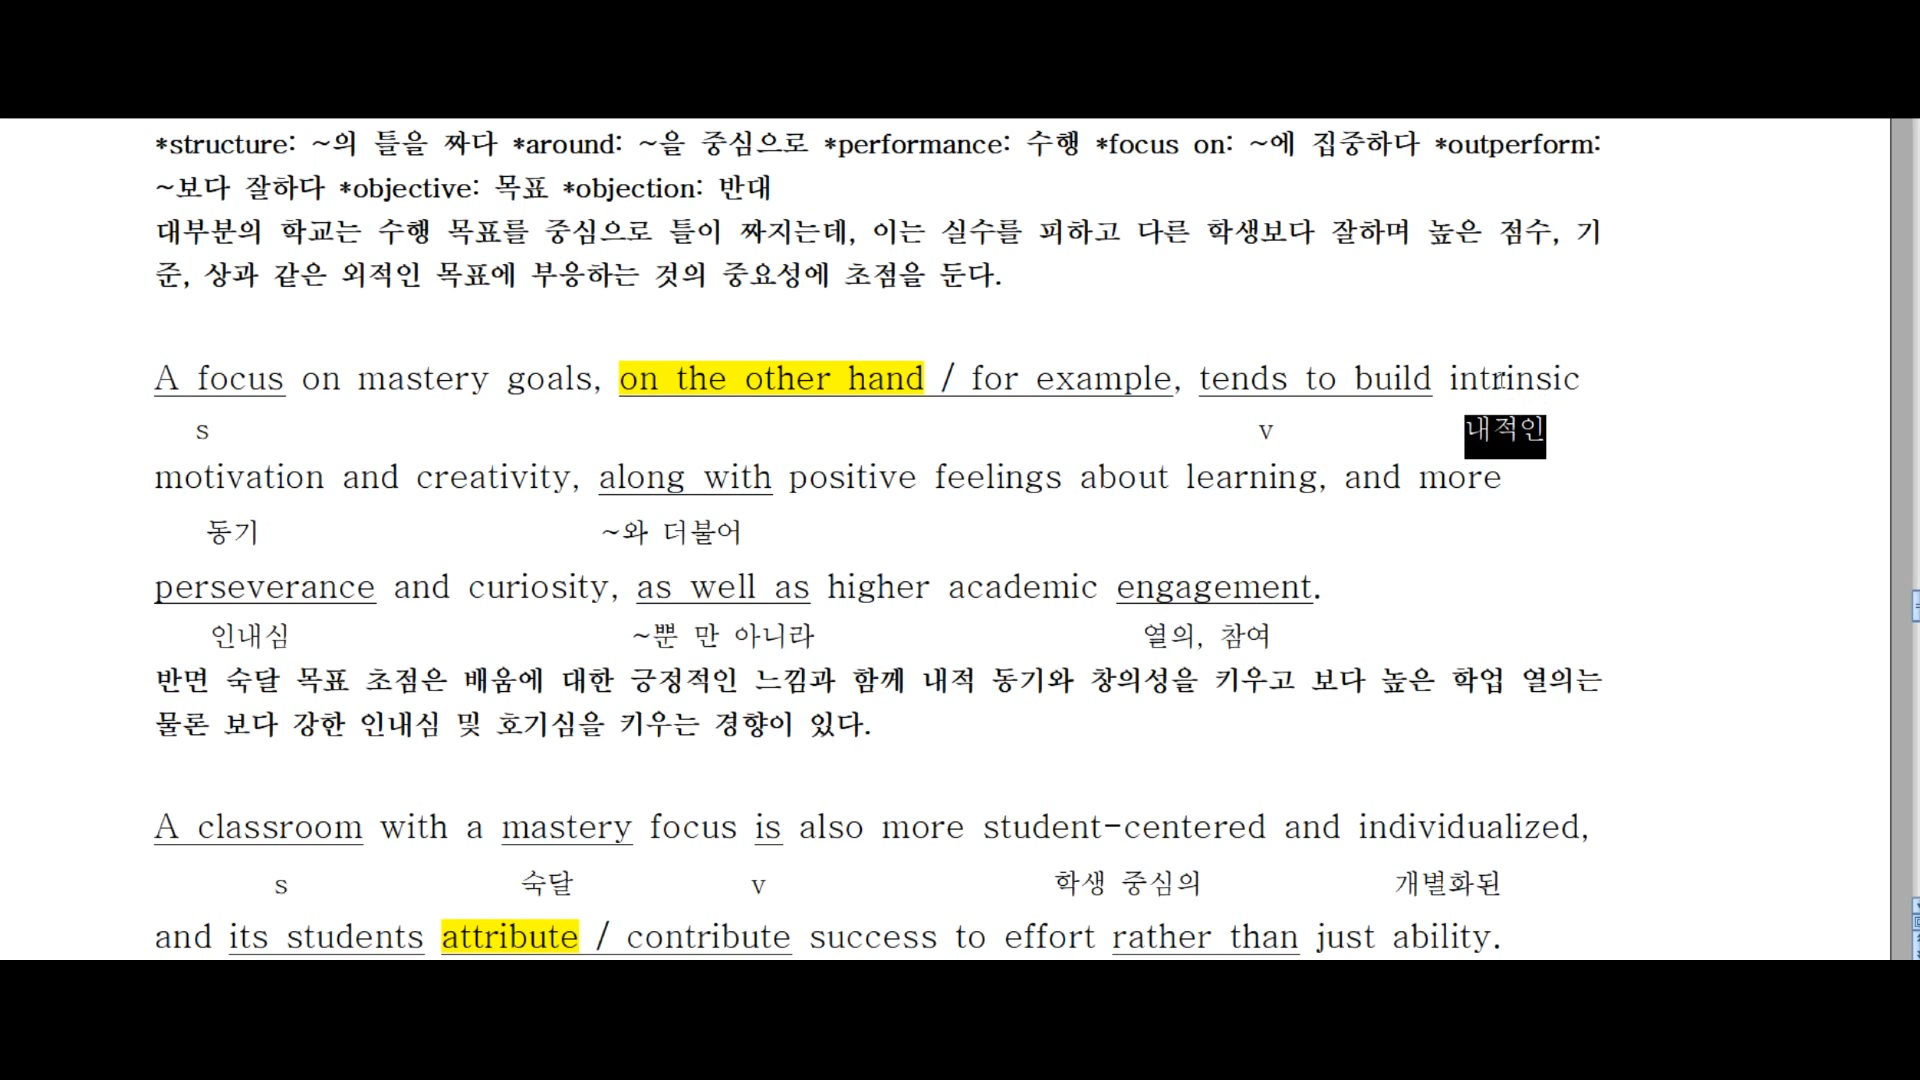 *structure: ~의 틀을 짜다 *around: ~을 중심으로 *performance: 수행 *focus on: ~에 집중하다 *outperform:
~보다 잘하다 *objective: 목표 *objection: 반대
대부분의 학교는 수행 목표를 중심으로 틀이 짜지는데, 이는 실수를 피하고 다른 학생보다 잘하며 높은 점수, 기
준, 상과 같은 외적인 목표에 부응하는 것의 중요성에 초점을 둔다.
A focus on mastery goals, on the other hand / for example, tends to build intrinsic
s v 내적인
motivation and creativity, along with positive feelings about learning, and more
동기 ~와 더불어
perseverance and curiosity, as well as higher academic engagement.
인내심 ~뿐 만 아니라 열의, 참여
반면 숙달 목표 초점은 배움에 대한 긍정적인 느낌과 함께 내적 동기와 창의성을 키우고 보다 높은 학업 열의는
물론 보다 강한 인내심 및 호기심을 키우는 경향이 있다.
A classroom with a mastery focus is also more student-centered and individualized,
s 숙달 v 학생 중심의 개별화된
and its students attribute / contribute success to effort rather than just ability.